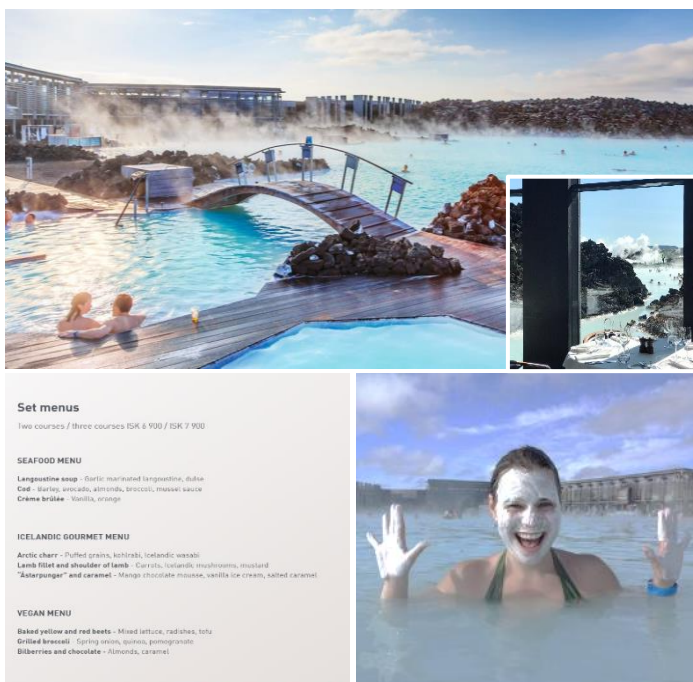 Set menus
Two courses / three courses ISK 6 900 / ISK 7 900
SEAFOOD MENU
Langoustine soup - Garlic marinated langoustine, dulse
Cod - Barley, avocado, almonds, broccoli, mussel sauce
Crème brûlée - Vanilla, orange
ICELANDIC GOURMET MENU
Arctic charr - Puffed grains, kohlrabi, Icelandic wasabi
Lamb fillet and shoulder of lamb - Carrots, Icelandic mushrooms, mustard
"Ástarpungar" and caramel - Mango chocolate mousse, vanilla ice cream, salted caramel
VEGAN MENU
Baked yellow and red beets - Mixed lettuce, radishes, tofu
Grilled broccoli - Spring onion, quinoa, pomegranate
Bilberries and chocolate - Almonds, caramel